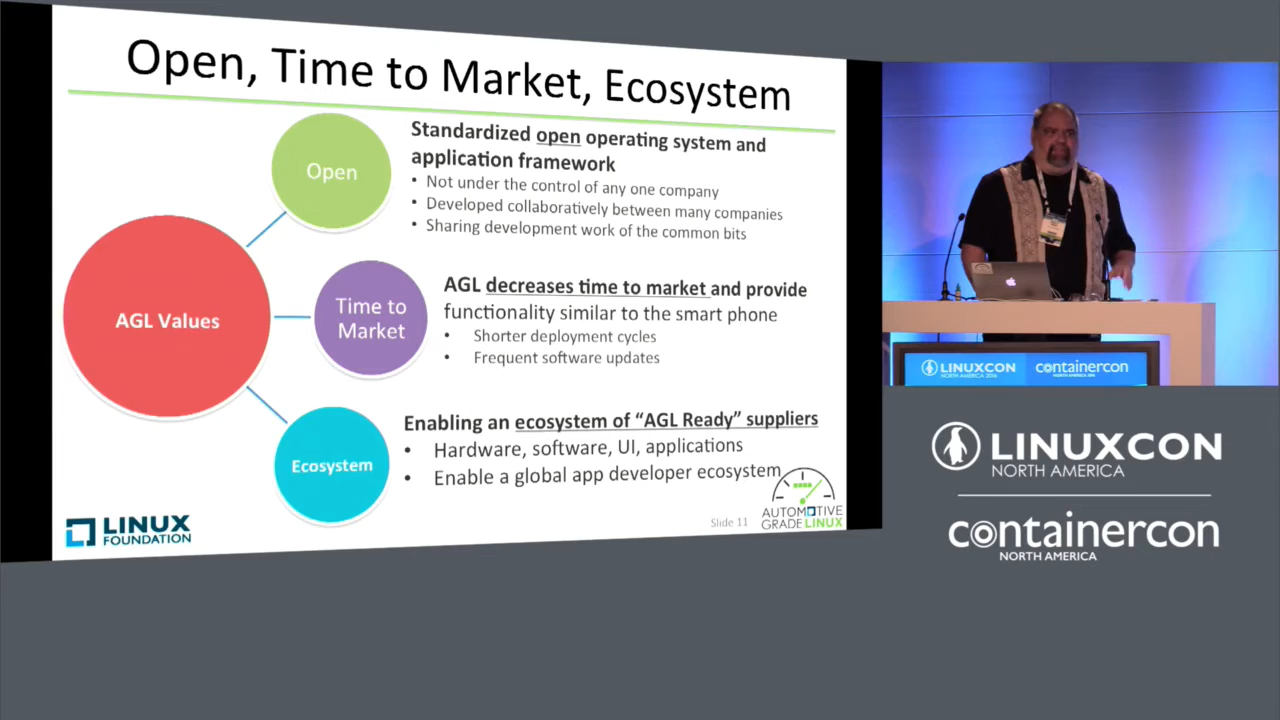 Open, Time to Market, Ecosystem
Open
Standardized open operating system and
application framework
• Not under the control of any one company
• Developed collaboratively between many companies
• Sharing development work of the common bits
AGL Values
Time to
Market
AGL decreases time to market and provide
functionality similar to the smart phone
• Shorter deployment cycles
• Frequent software updates
Ecosystem
Enabling an ecosystem of “AGL Ready” suppliers
• Hardware, software, UI, applications
• Enable a global app developer ecosystem
LINUX
FOUNDATION
Slide 11
AUTOMOTIVE
GRADE LINUX
LINUXCON
NORTH AMERICA 2016
containercon
LINUXCON
NORTH AMERICA
containercon
NORTH AMERICA